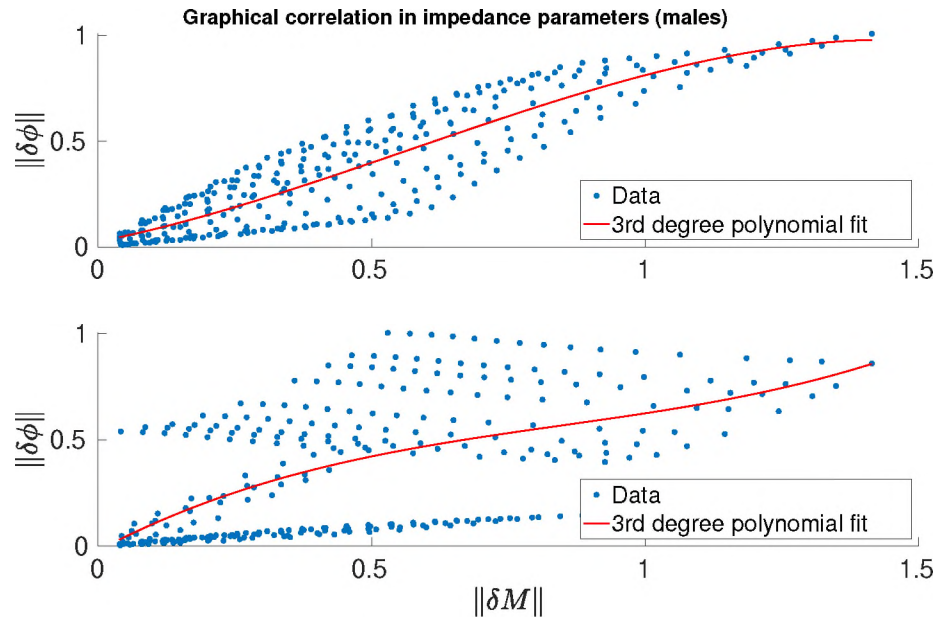 Graphical correlation in impedance parameters (males)
1
0.5
0
‖δϕ‖
Data
3rd degree polynomial fit
0
0.5
1
1.5
1
0.5
0
‖δϕ‖
Data
3rd degree polynomial fit
0
0.5
1
1.5
‖δM‖